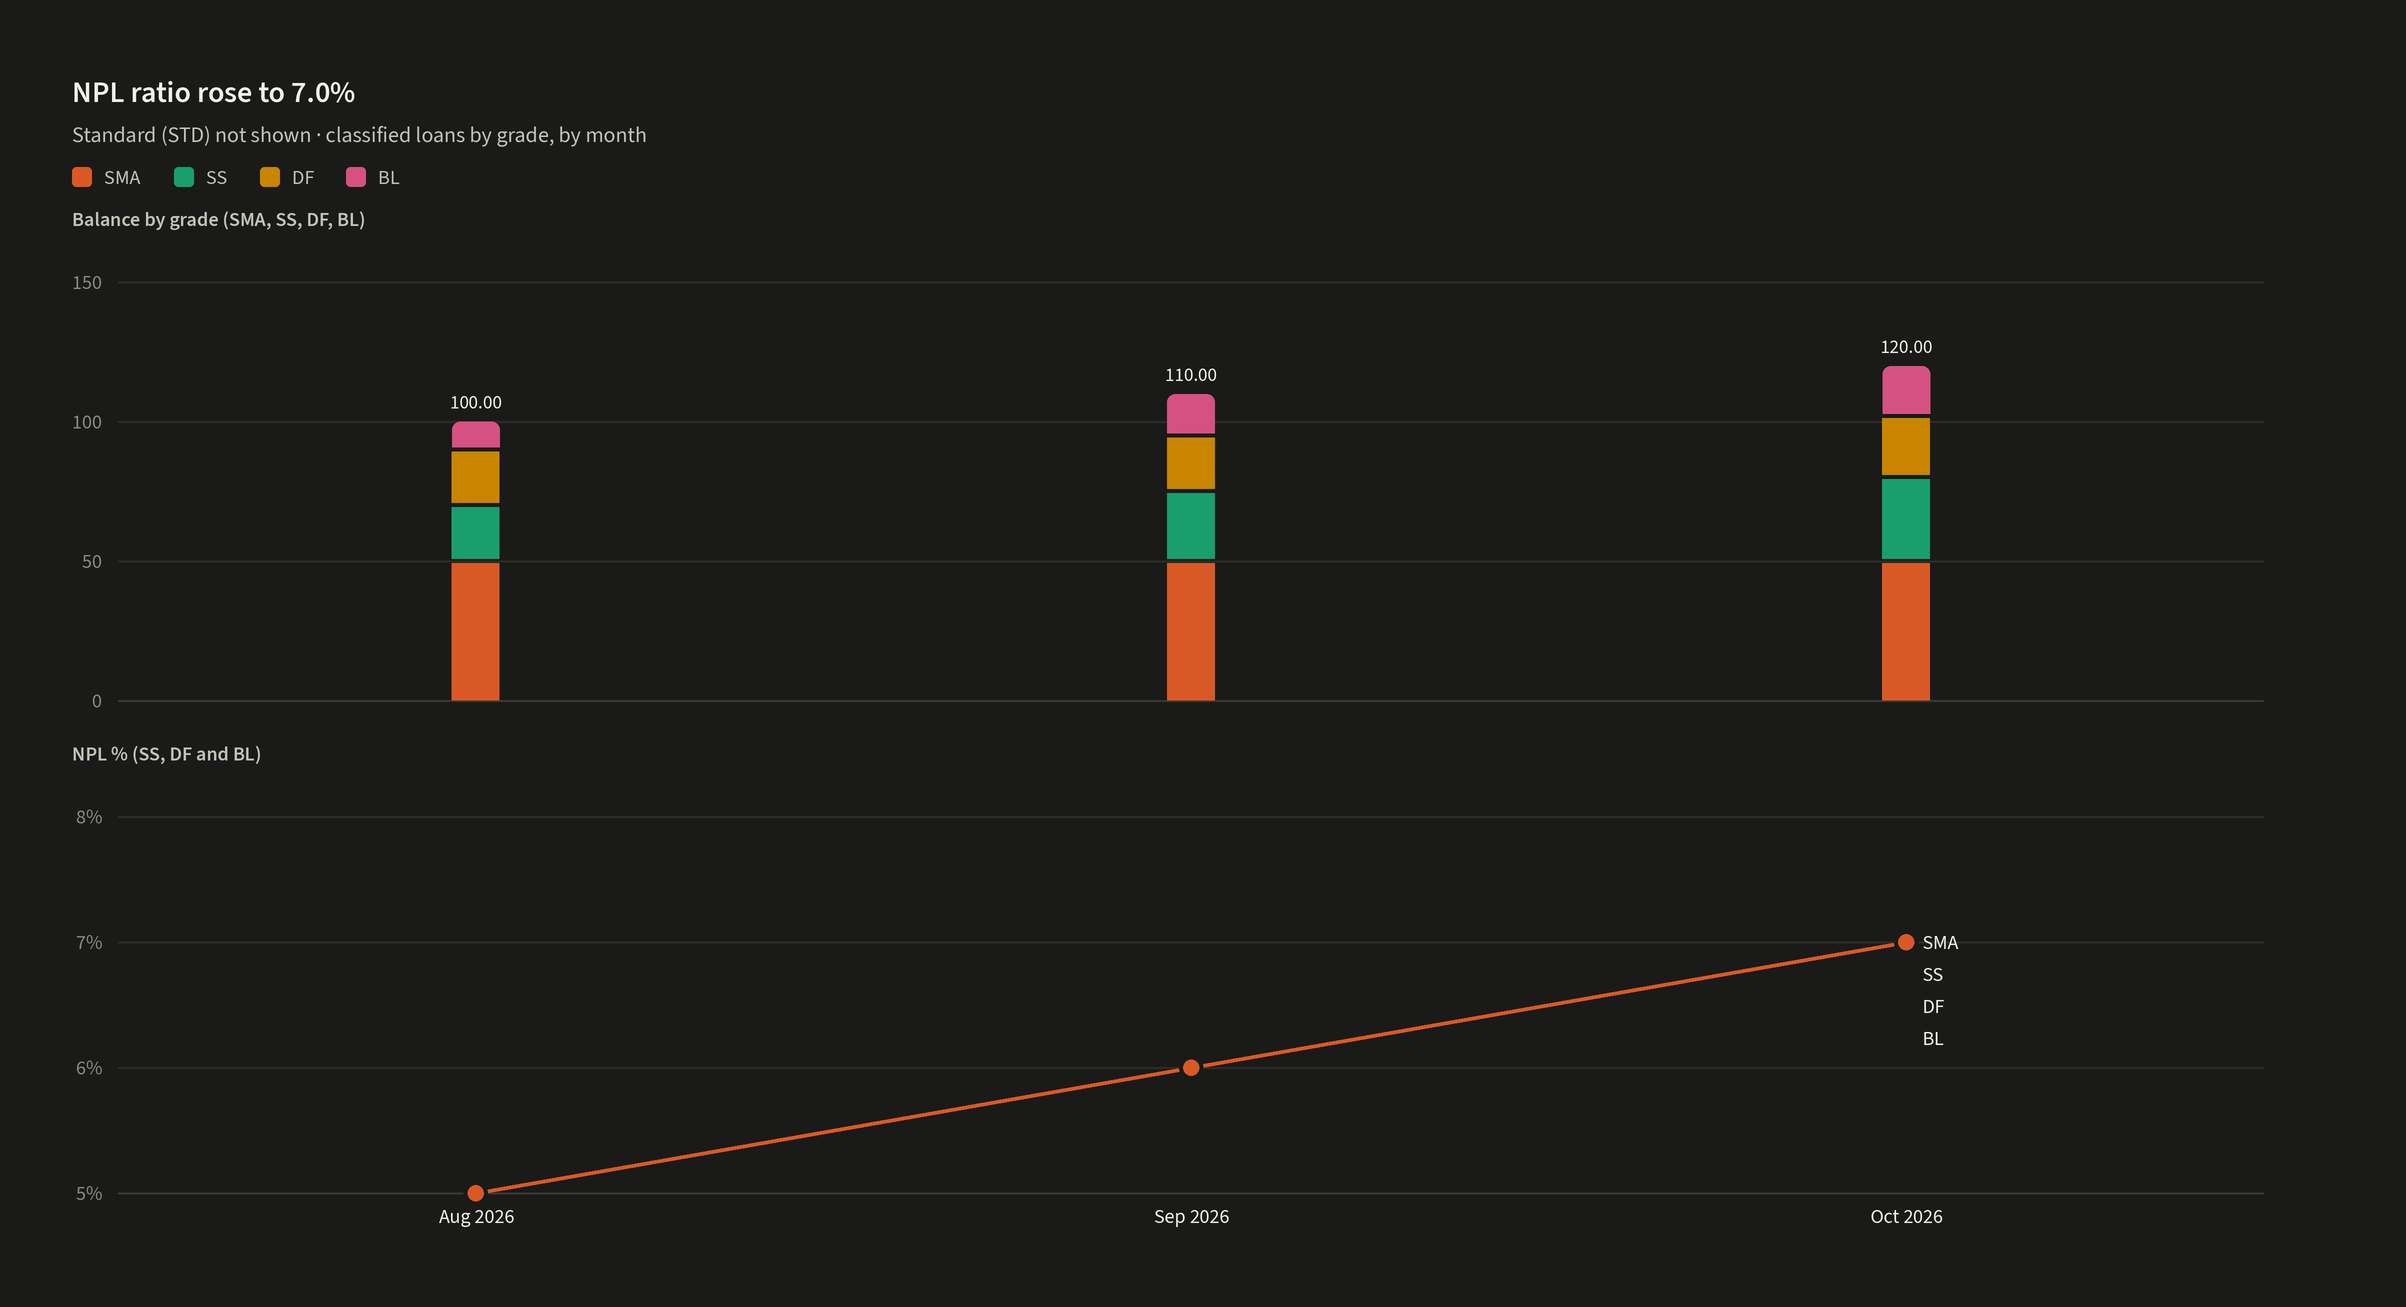 NPL ratio rose to 7.0%
Standard (STD) not shown · classified loans by grade, by month
SMA SS DF BL
Balance by grade (SMA, SS, DF, BL)
150
120.00
110.00
100.00
100
50
0
NPL % (SS, DF and BL)
8%
7%
SMA
SS
DF
BL
6%
5%
Aug 2026 Sep 2026 Oct 2026